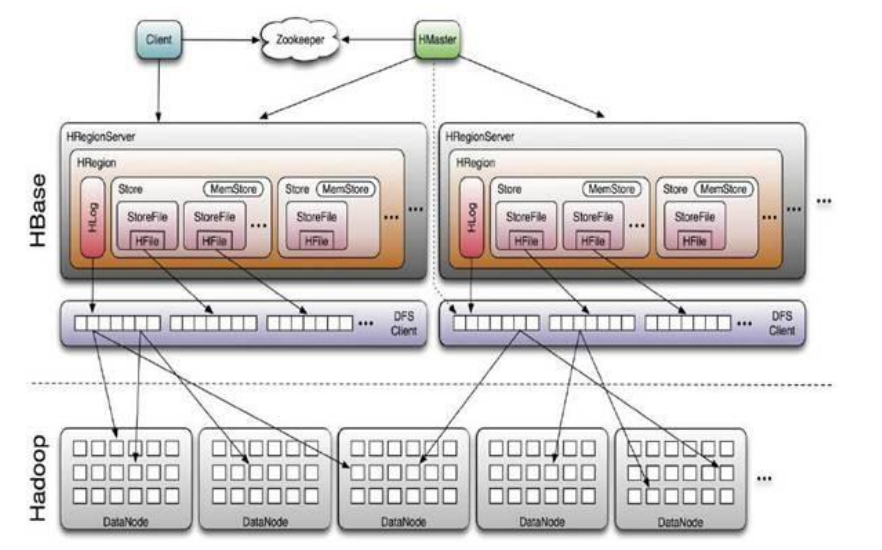 Client
Zookeeper
HMaster
HBase
HRegionServer
HRegion
HLog
Store
MemStore
StoreFile
HFile
StoreFile
HFile
...
Store
MemStore
StoreFile
HFile
...
...
HRegionServer
HRegion
HLog
Store
MemStore
StoreFile
HFile
StoreFile
HFile
...
Store
MemStore
StoreFile
HFile
...
...
...
...
DFS
Client
...
DFS
Client
Hadoop
DataNode
DataNode
DataNode
DataNode
DataNode
...